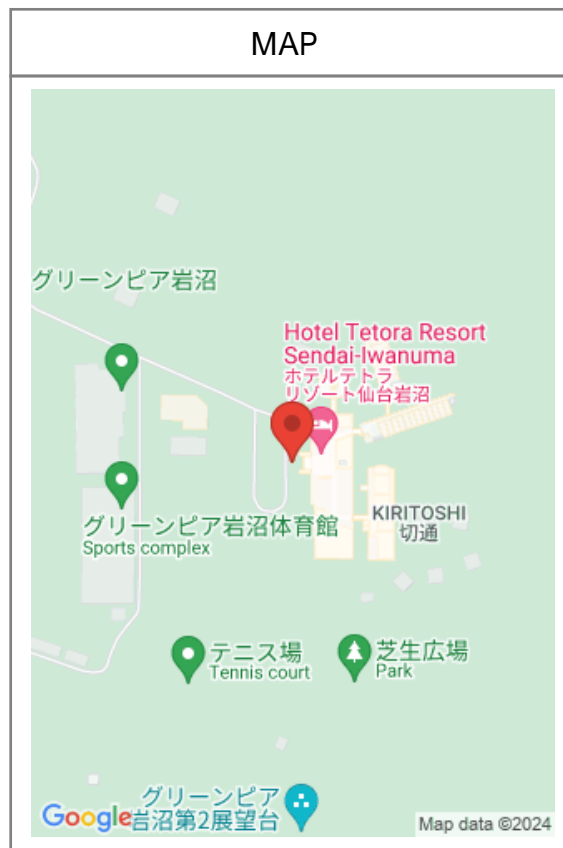 MAP
グリーンピア岩沼
Hotel Tetora Resort
Sendai-Iwanuma
ホテルテトラ
リゾート仙台岩沼
KIRITOSHI
切通
グリーンピア岩沼体育館
Sports complex
テニス場
Tennis court
芝生広場
Park
グリーンピア
岩沼第2展望台
Google
Map data ©2024